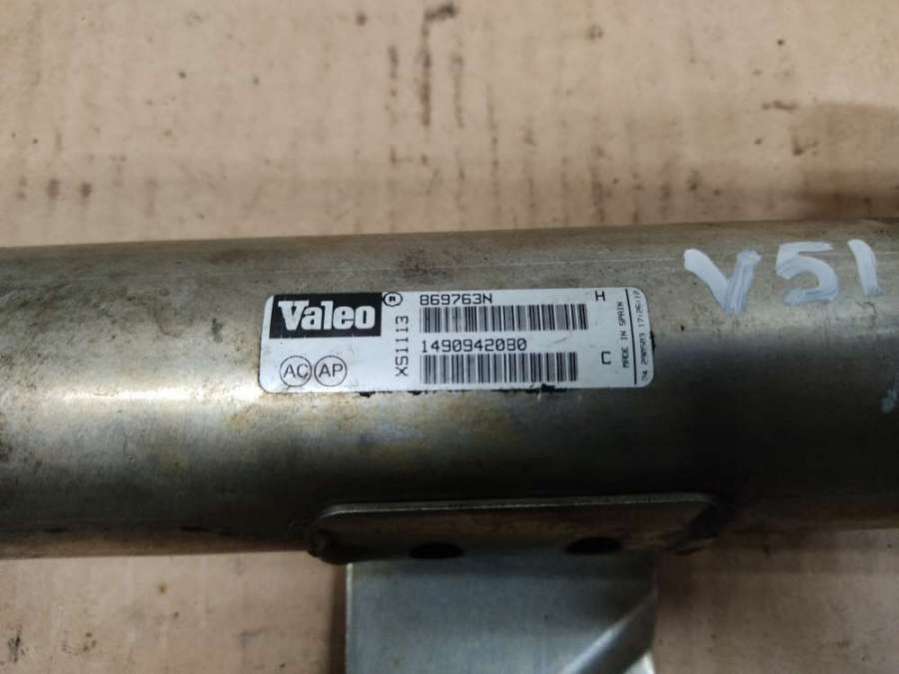 Valeo ®
AC AP
XS1113
869763N
1490942080
H
C
MADE IN SPAIN
V51